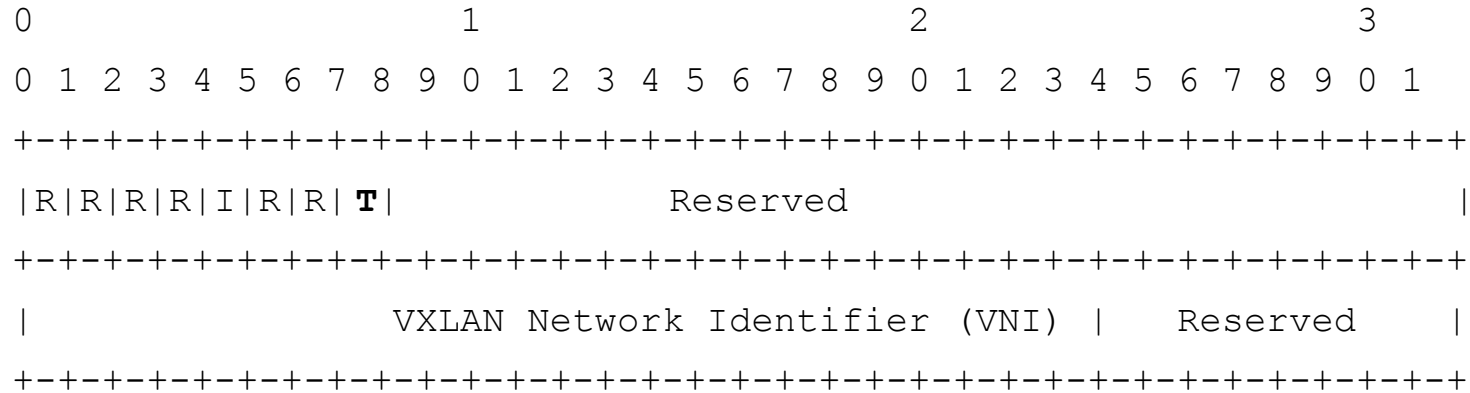 0                   1                   2                   3
0 1 2 3 4 5 6 7 8 9 0 1 2 3 4 5 6 7 8 9 0 1 2 3 4 5 6 7 8 9 0 1
+-+-+-+-+-+-+-+-+-+-+-+-+-+-+-+-+-+-+-+-+-+-+-+-+-+-+-+-+-+-+-+-+
|R|R|R|R|I|R|R| T|            Reserved                           |
+-+-+-+-+-+-+-+-+-+-+-+-+-+-+-+-+-+-+-+-+-+-+-+-+-+-+-+-+-+-+-+-+
|                VXLAN Network Identifier (VNI) |   Reserved    |
+-+-+-+-+-+-+-+-+-+-+-+-+-+-+-+-+-+-+-+-+-+-+-+-+-+-+-+-+-+-+-+-+